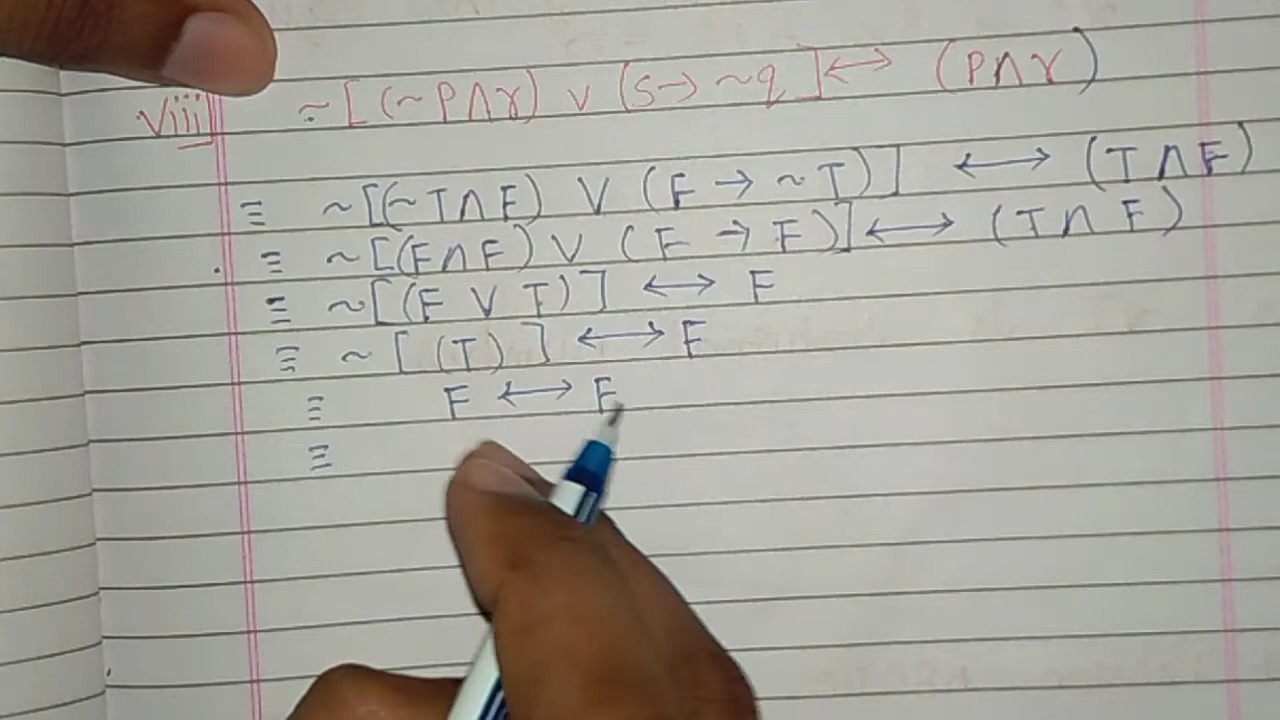 viii] ~[(~p∧r) ∨ (s→ ~q] ↔ (p∧r)
≡ ~[(~T∧F) ∨ (F → ~T)] ↔ (T∧F)
≡ ~[(F∧F) ∨ (F → F)] ↔ (T∧F)
≡ ~[(F ∨ T)] ↔ F
≡ ~[(T)] ↔ F
≡ F ↔ F
≡